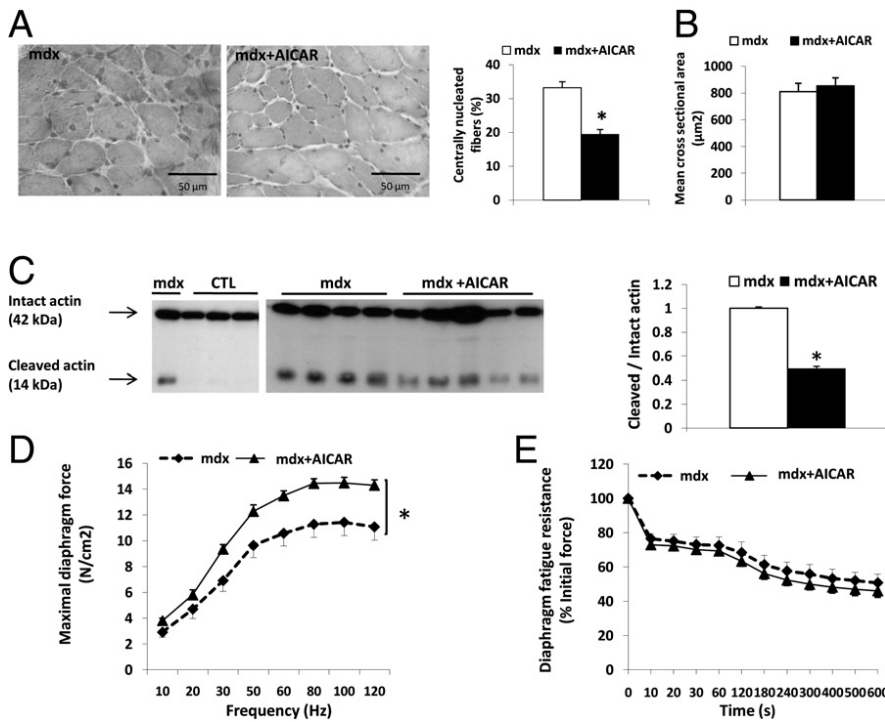 A
mdx
mdx+AICAR
50 µm
50 µm
mdx mdx+AICAR
Centrally nucleated
fibers (%)
40
30
20
10
0
*
B
mdx mdx+AICAR
Mean cross sectional area
(µm2)
1000
800
600
400
200
0
C
mdx CTL mdx mdx +AICAR
Intact actin
(42 kDa)
Cleaved actin
(14 kDa)
mdx mdx+AICAR
Cleaved / Intact actin
1.2
1
0.8
0.6
0.4
0.2
0
*
D
mdx mdx+AICAR
Maximal diaphragm force
(N/cm2)
16
14
12
10
8
6
4
2
0
*
10 20 30 50 60 80 100 120
Frequency (Hz)
E
mdx mdx+AICAR
Diaphragm fatigue resistance
(% Initial force)
120
100
80
60
40
20
0
0 10 20 30 60 120 180 240 300 400 500 600
Time (s)